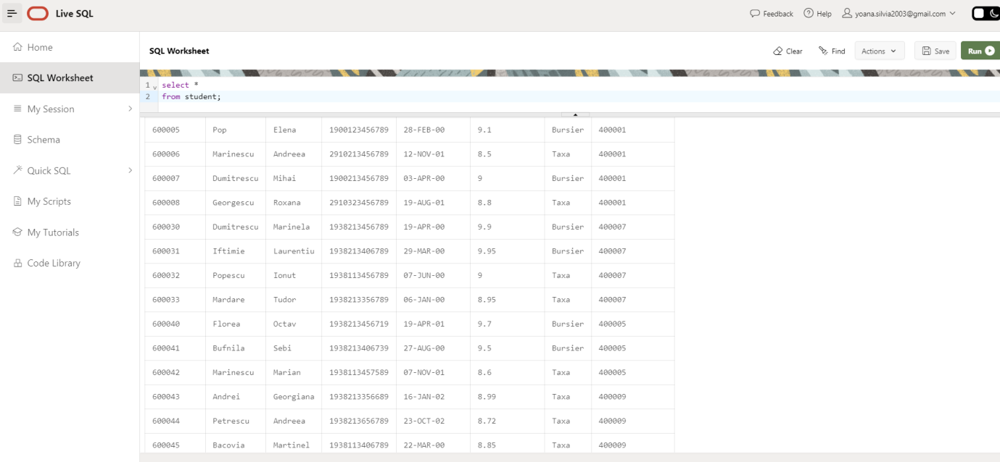 Live SQL
Feedback Help yoana.silvia2003@gmail.com
Home
SQL Worksheet
My Session
Schema
Quick SQL
My Scripts
My Tutorials
Code Library
SQL Worksheet
Clear Find Actions Save Run
1 select *
2 from student;
600005 Pop Elena 1900123456789 28-FEB-00 9.1 Bursier 400001
600006 Marinescu Andreea 2910213456789 12-NOV-01 8.5 Taxa 400001
600007 Dumitrescu Mihai 1900213456789 03-APR-00 9 Bursier 400001
600008 Georgescu Roxana 2910323456789 19-AUG-01 8.8 Taxa 400001
600030 Dumitrescu Marinela 1938213456789 19-APR-00 9.9 Bursier 400007
600031 Iftimie Laurentiu 1938213406789 29-MAR-00 9.95 Bursier 400007
600032 Popescu Ionut 1938113456789 07-JUN-00 9 Taxa 400007
600033 Mardare Tudor 1938213356789 06-JAN-00 8.95 Taxa 400007
600040 Florea Octav 1938213456719 19-APR-01 9.7 Bursier 400005
600041 Bufnila Sebi 1938213406739 27-AUG-00 9.5 Bursier 400005
600042 Marinescu Marian 1938113457589 07-NOV-01 8.6 Taxa 400005
600043 Andrei Georgiana 1938213356689 16-JAN-02 8.99 Taxa 400009
600044 Petrescu Andreea 1938213656789 23-OCT-02 8.72 Taxa 400009
600045 Bacovia Martinel 1938113406789 22-MAR-00 8.85 Taxa 400009